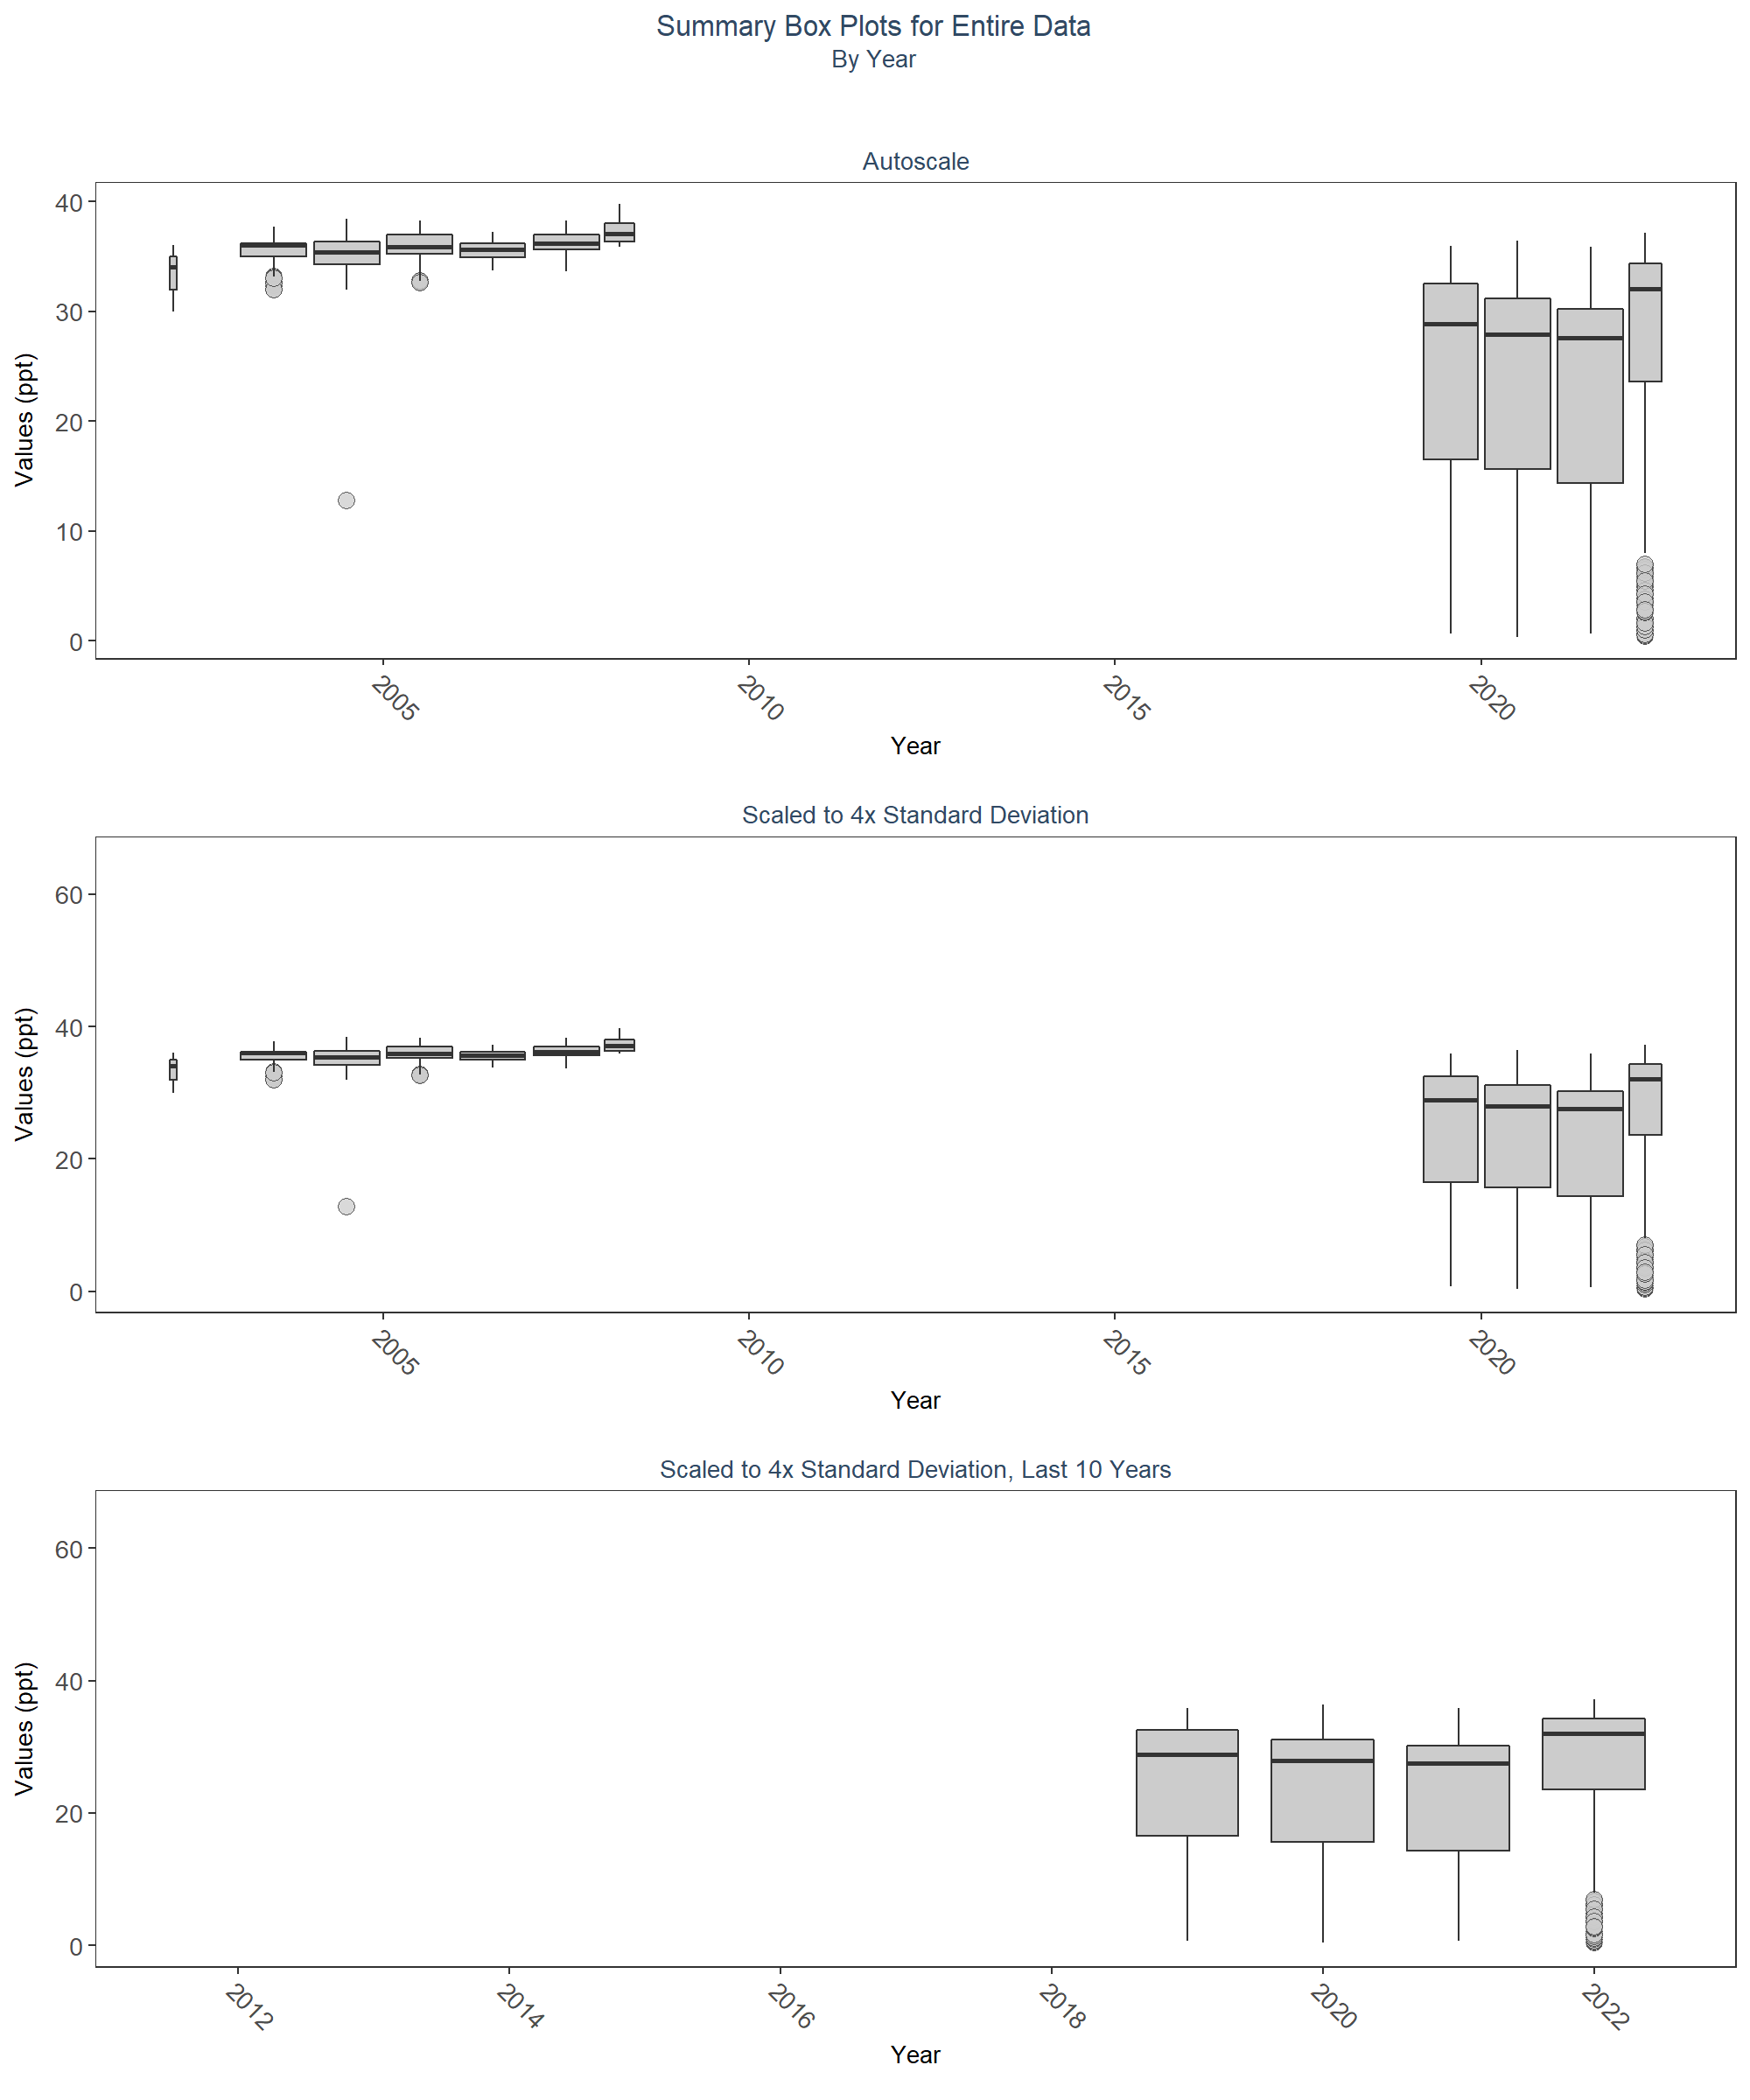 Summary Box Plots for Entire Data
By Year
Autoscale
Values (ppt)
40
30
20
10
0
2005
2010
2015
2020
Year
Scaled to 4x Standard Deviation
Values (ppt)
60
40
20
0
2005
2010
2015
2020
Year
Scaled to 4x Standard Deviation, Last 10 Years
Values (ppt)
60
40
20
0
2012
2014
2016
2018
2020
2022
Year